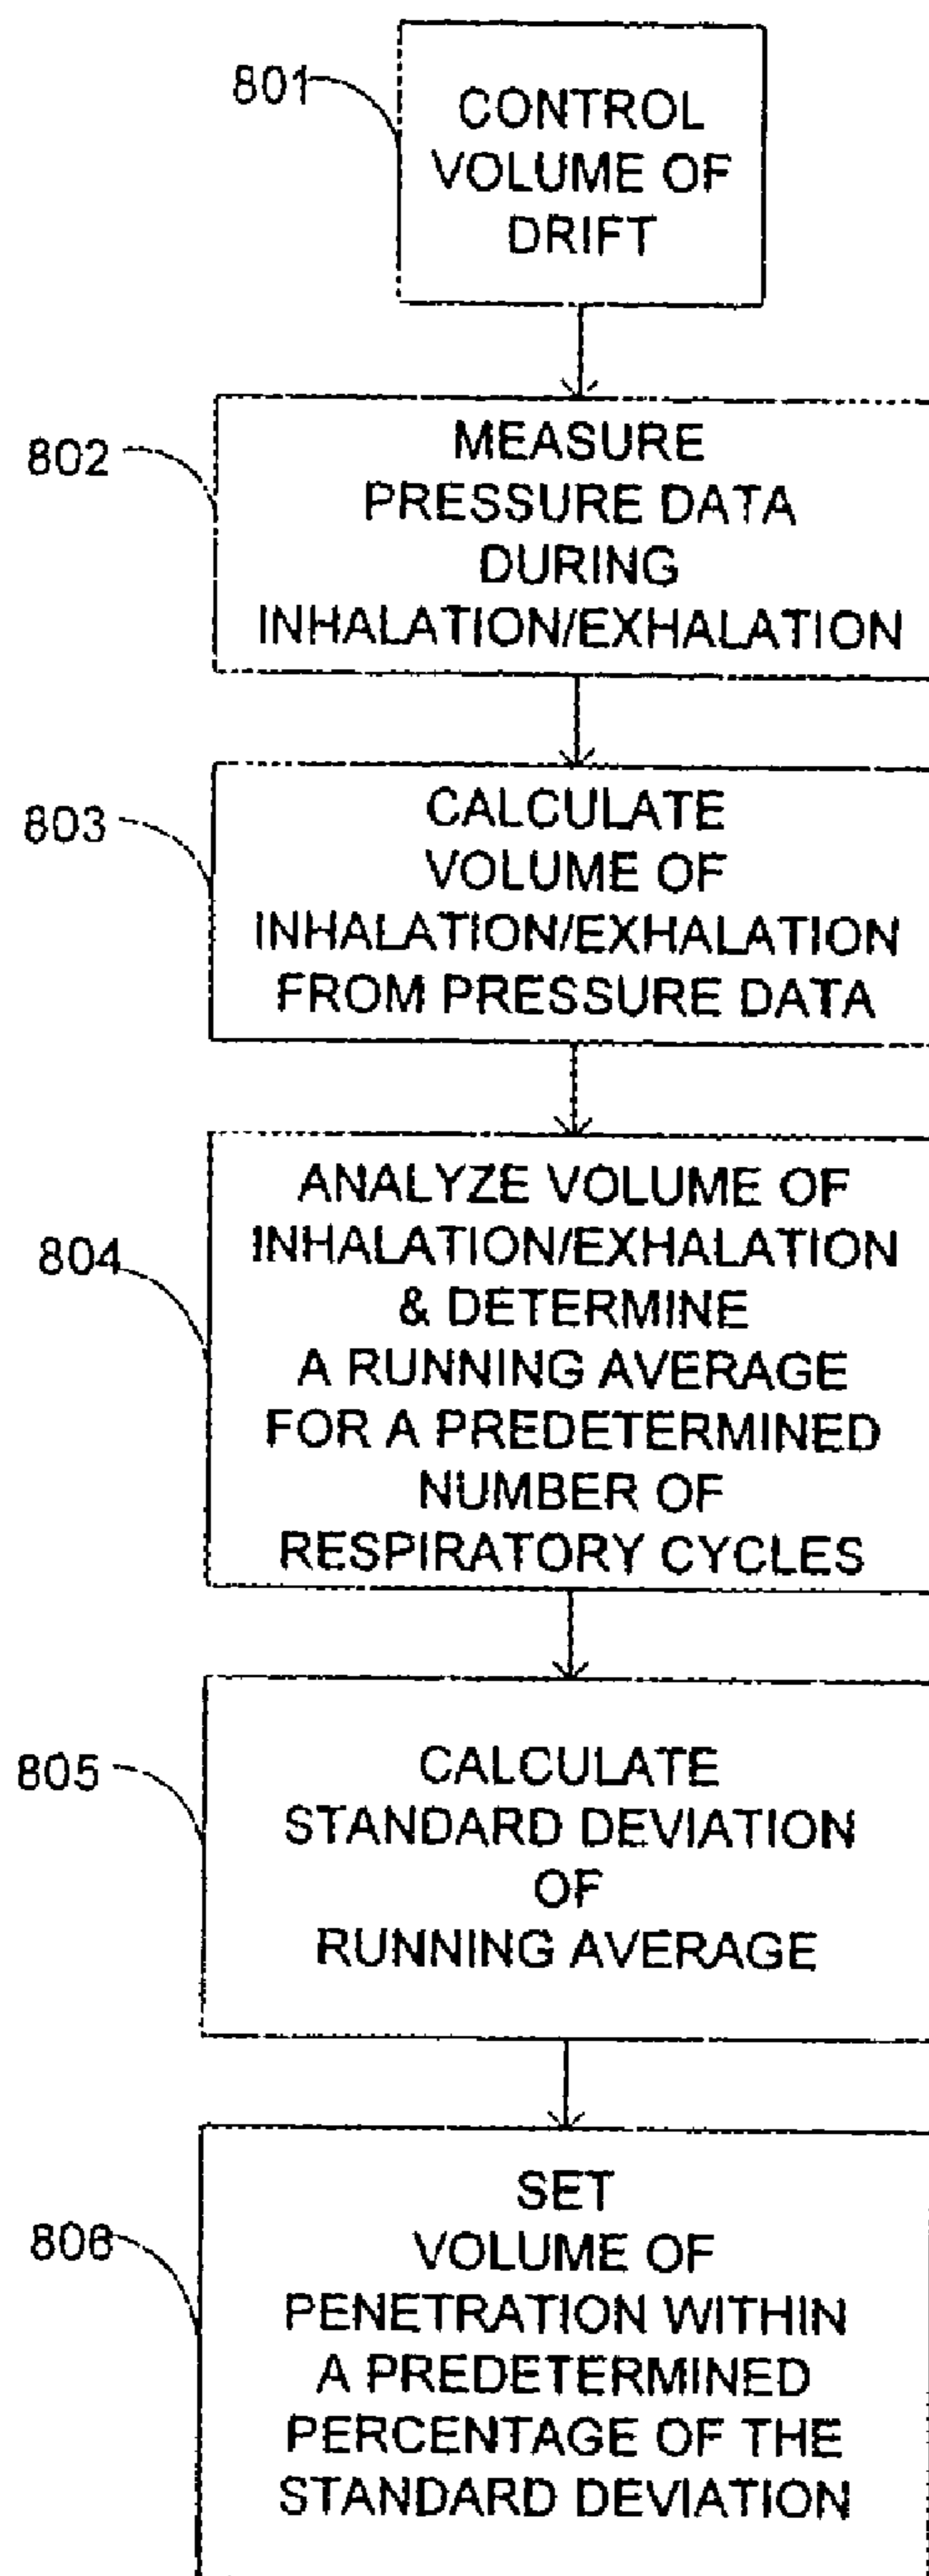 801
CONTROL
VOLUME OF
DRIFT
802
MEASURE
PRESSURE DATA
DURING
INHALATION/EXHALATION
803
CALCULATE
VOLUME OF
INHALATION/EXHALATION
FROM PRESSURE DATA
804
ANALYZE VOLUME OF
INHALATION/EXHALATION
& DETERMINE
A RUNNING AVERAGE
FOR A PREDETERMINED
NUMBER OF
RESPIRATORY CYCLES
805
CALCULATE
STANDARD DEVIATION
OF
RUNNING AVERAGE
806
SET
VOLUME OF
PENETRATION WITHIN
A PREDETERMINED
PERCENTAGE OF THE
STANDARD DEVIATION